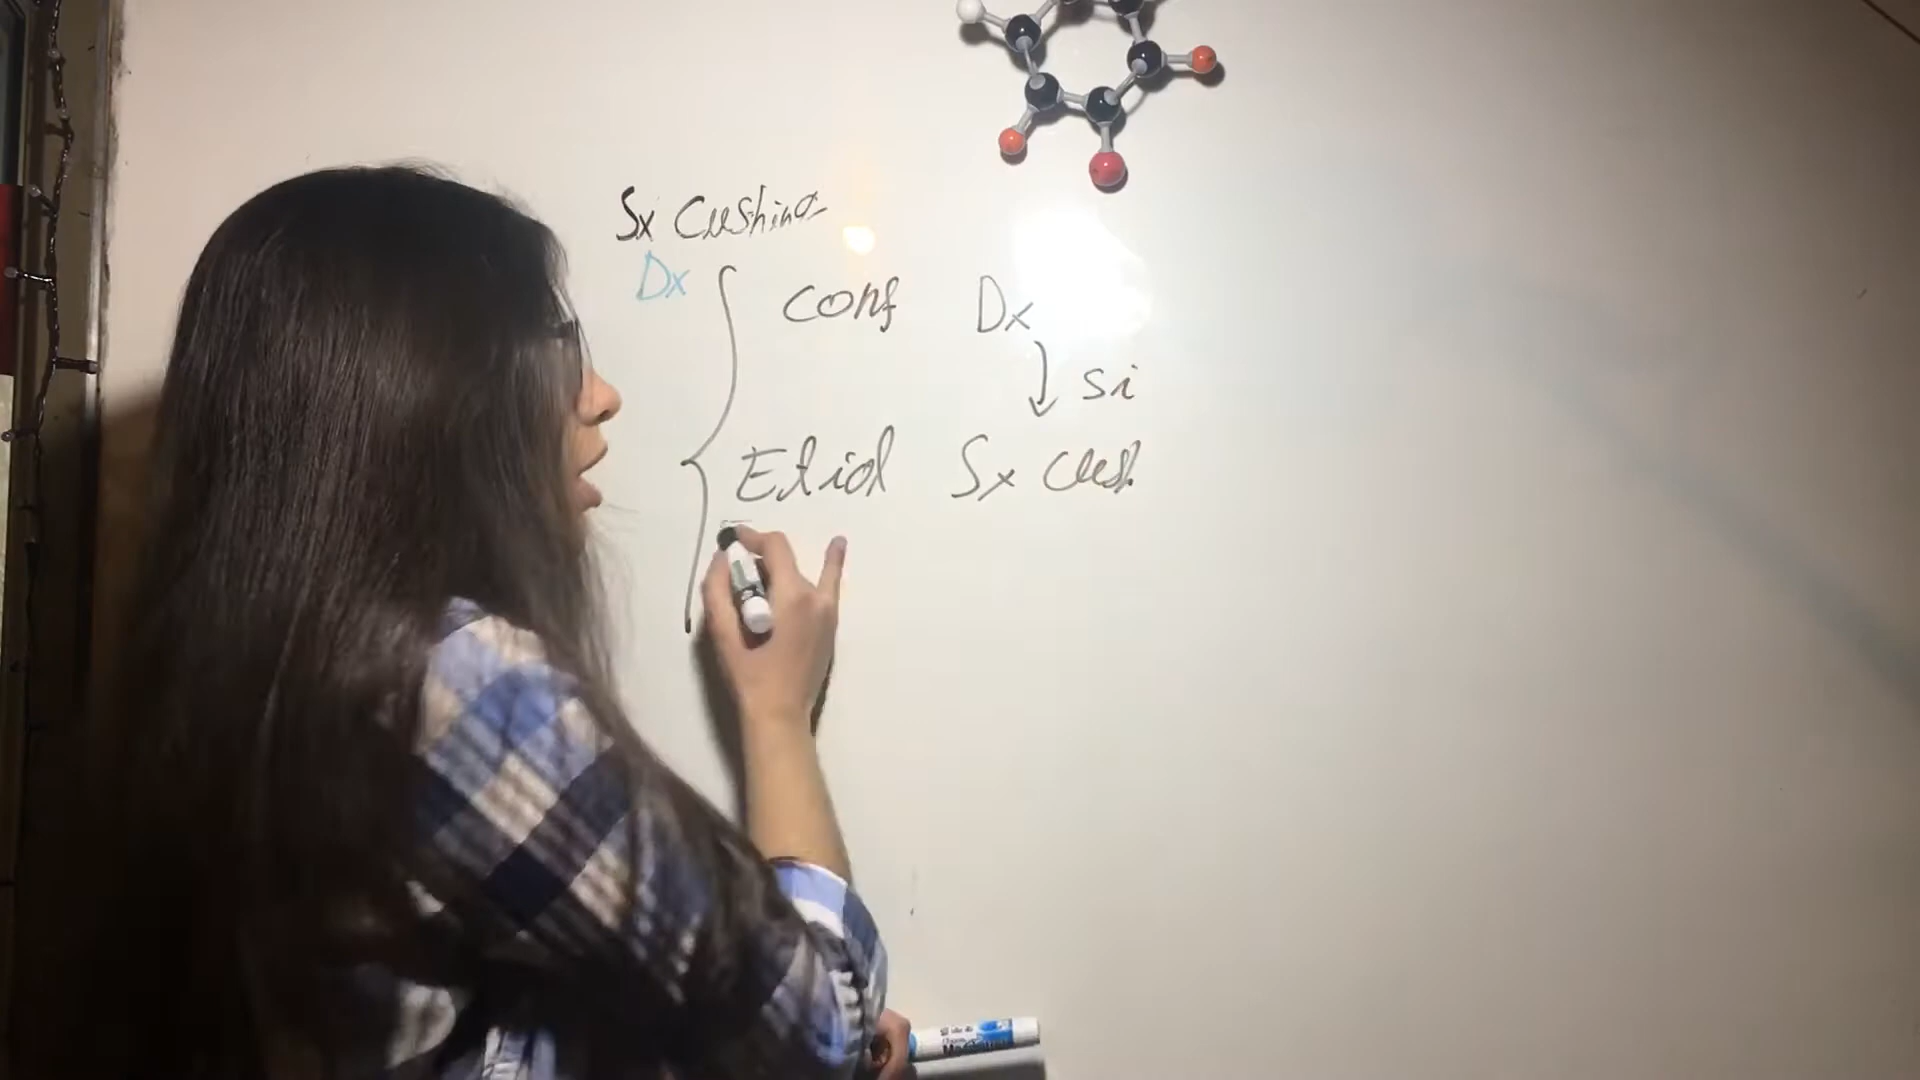 Sx Cushing
Dx
conf Dx
si
Etiol Sx Cush